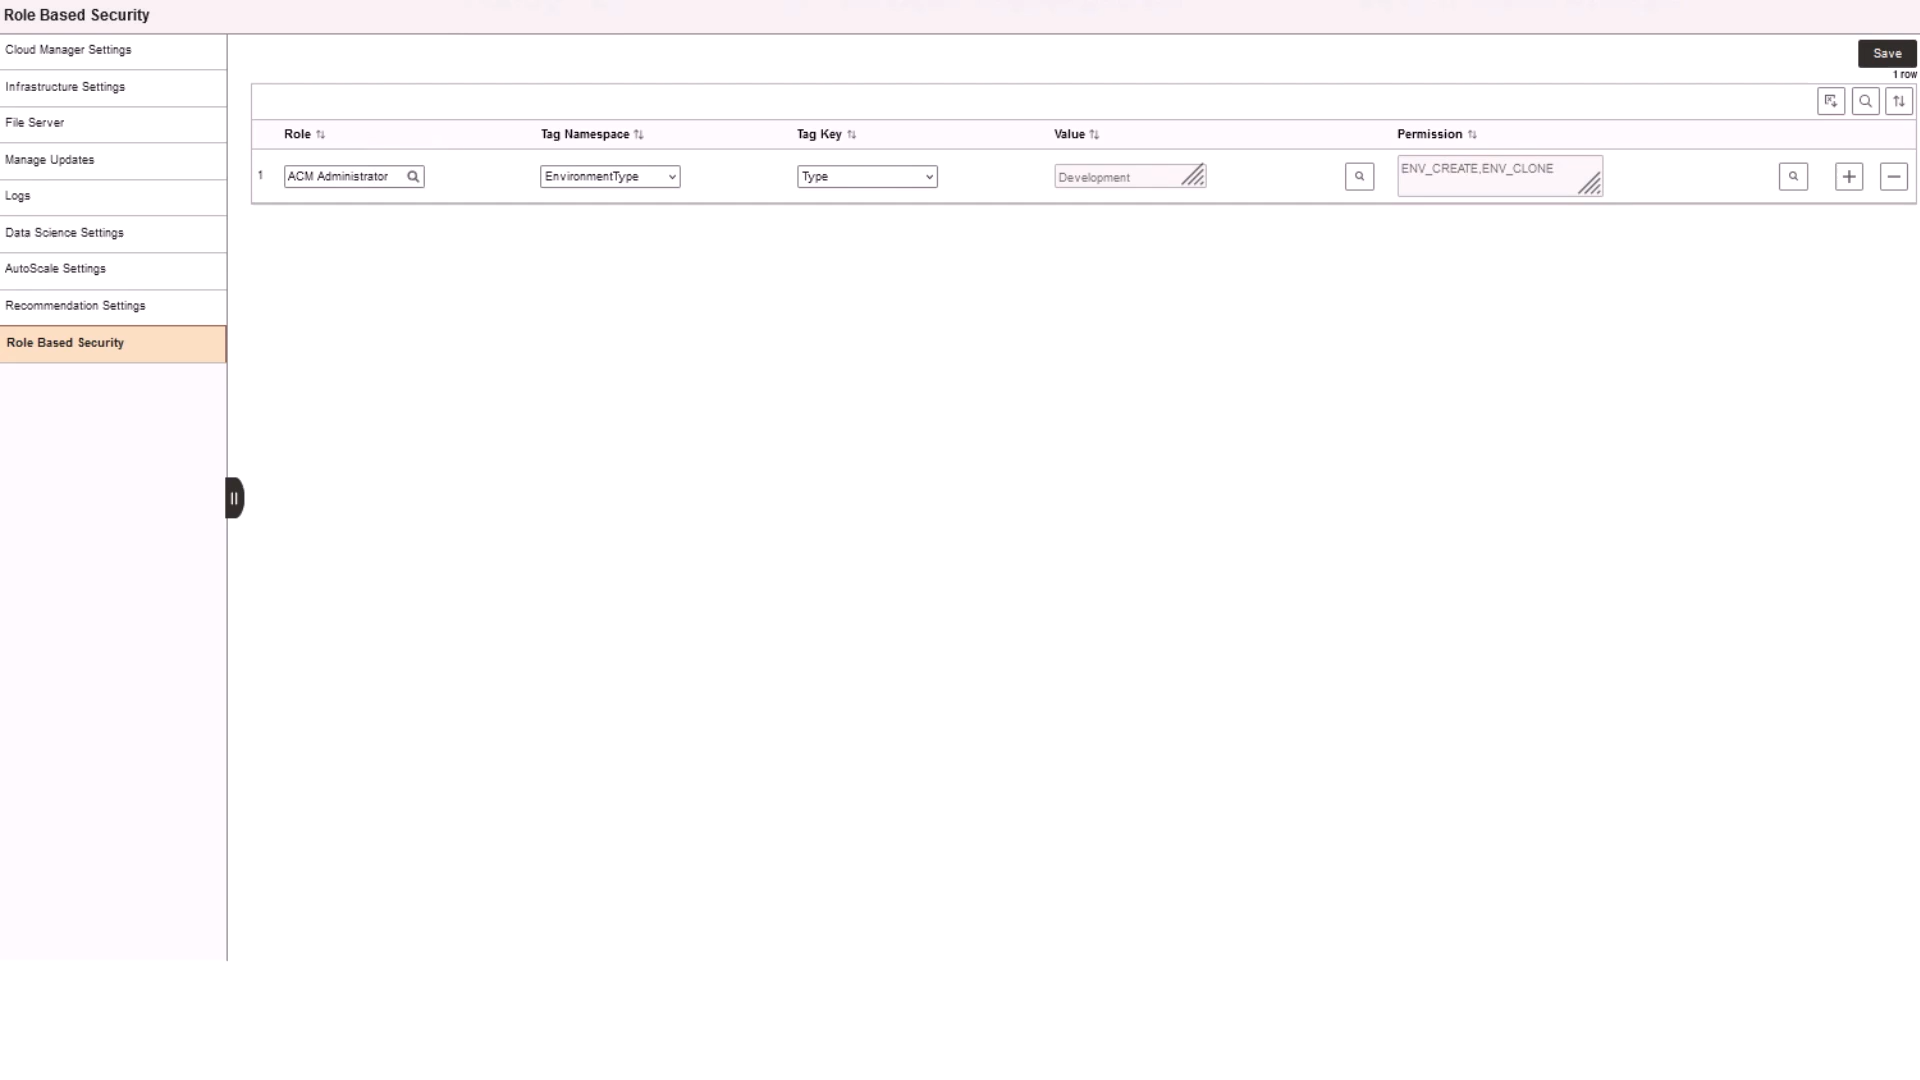 Role Based Security
Cloud Manager Settings
Infrastructure Settings
File Server
Manage Updates
Logs
Data Science Settings
AutoScale Settings
Recommendation Settings
Role Based Security
Save
1 row
Role Tag Namespace Tag Key Value Permission
1 ACM Administrator EnvironmentType Type Development ENV_CREATE,ENV_CLONE